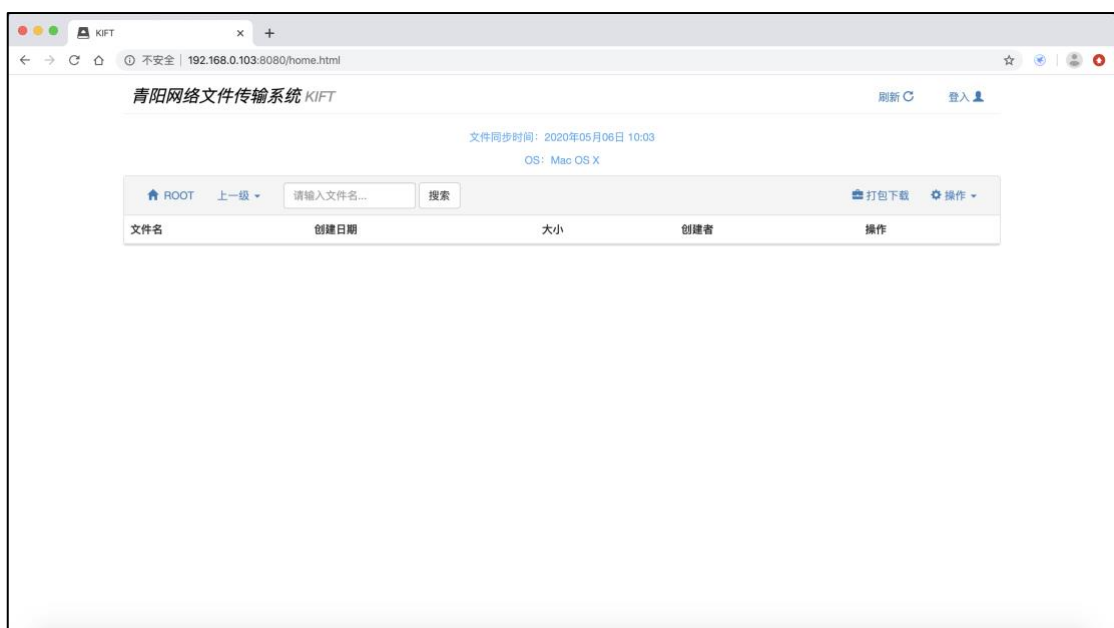 KIFT
不安全 | 192.168.0.103:8080/home.html
青阳网络文件传输系统 KIFT 刷新 登入
文件同步时间：2020年05月06日 10:03
OS：Mac OS X
ROOT 上一级 请输入文件名... 搜索 打包下载 操作
文件名 创建日期 大小 创建者 操作